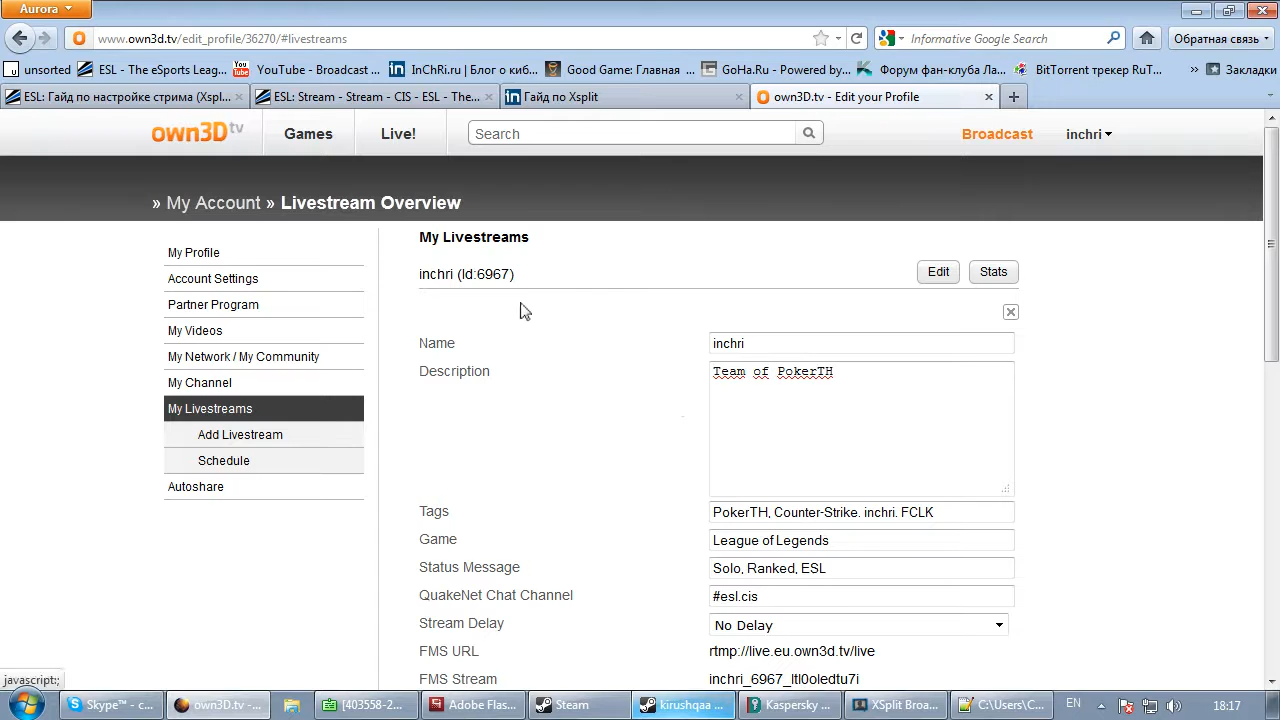 Aurora
www.own3d.tv/edit_profile/36270/#livestreams
Informative Google Search
Обратная связь
unsorted
ESL - The eSports Leag...
YouTube - Broadcast ...
InChRi.ru | Блог о киб...
Good Game: Главная ...
GoHa.Ru - Powered by...
Форум фан-клуба Ла...
BitTorrent трекер RuT...
»
Закладки
ESL: Гайд по настройке стрима (Xspl...
ESL: Stream - Stream - CIS - ESL - The...
Гайд по Xsplit
own3D.tv - Edit your Profile
own3D tv
Games
Live!
Search
Broadcast
inchri
» My Account » Livestream Overview
My Profile
Account Settings
Partner Program
My Videos
My Network / My Community
My Channel
My Livestreams
Add Livestream
Schedule
Autoshare
My Livestreams
inchri (Id:6967)
Edit
Stats
Name
inchri
Description
Team of PokerTH
Tags
PokerTH, Counter-Strike. inchri. FCLK
Game
League of Legends
Status Message
Solo, Ranked, ESL
QuakeNet Chat Channel
#esl.cis
Stream Delay
No Delay
FMS URL
rtmp://live.eu.own3d.tv/live
FMS Stream
inchri_6967_ltl0oledtu7i
javascript:;
Skype™ - c...
own3D.tv -...
[403558-2...
Adobe Flas...
Steam
kirushqaa ...
Kaspersky ...
XSplit Broa...
C:\Users\C...
EN
18:17